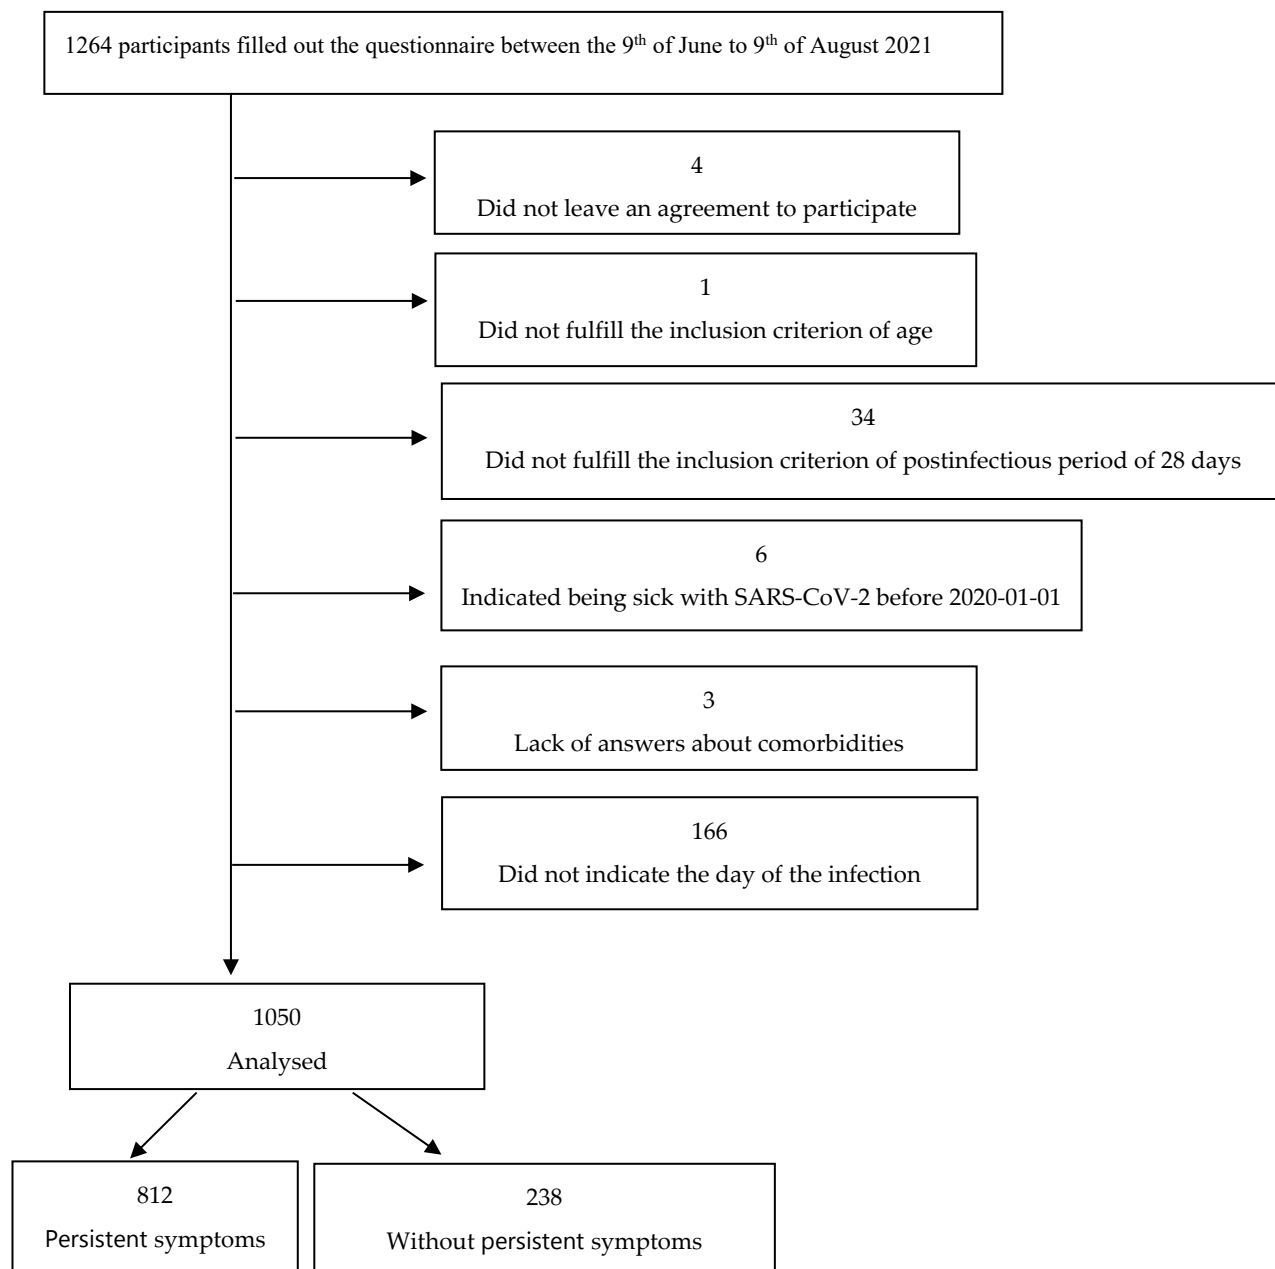 1264 participants filled out the questionnaire between the 9th of June to 9th of August 2021
4
Did not leave an agreement to participate
1
Did not fulfill the inclusion criterion of age
34
Did not fulfill the inclusion criterion of postinfectious period of 28 days
6
Indicated being sick with SARS-CoV-2 before 2020-01-01
3
Lack of answers about comorbidities
166
Did not indicate the day of the infection
1050
Analysed
812
Persistent symptoms
238
Without persistent symptoms